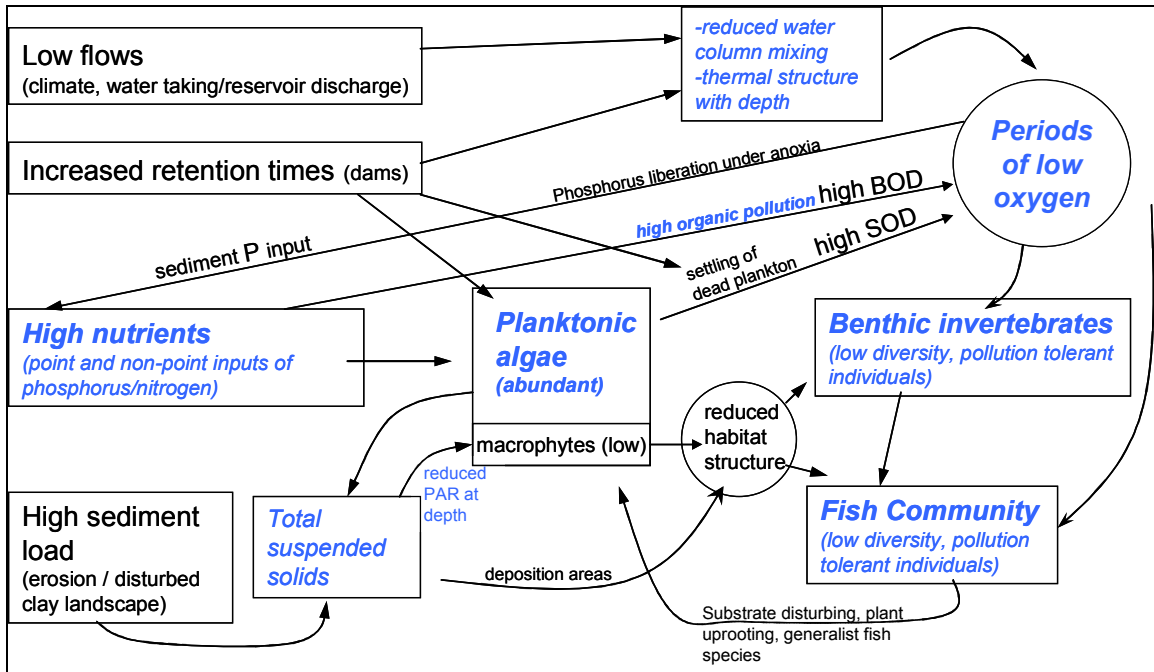 Low flows
(climate, water taking/reservoir discharge)
-reduced water
column mixing
-thermal structure
with depth
Periods
of low
oxygen
Increased retention times (dams)
Phosphorus liberation under anoxia
high organic pollution high BOD
sediment P input
settling of
dead plankton
high SOD
High nutrients
(point and non-point inputs of
phosphorus/nitrogen)
Planktonic
algae
(abundant)
macrophytes (low)
Benthic invertebrates
(low diversity, pollution tolerant
individuals)
reduced
habitat
structure
reduced
PAR at
depth
High sediment
load
(erosion / disturbed
clay landscape)
Total
suspended
solids
deposition areas
Fish Community
(low diversity, pollution
tolerant individuals)
Substrate disturbing, plant
uprooting, generalist fish
species